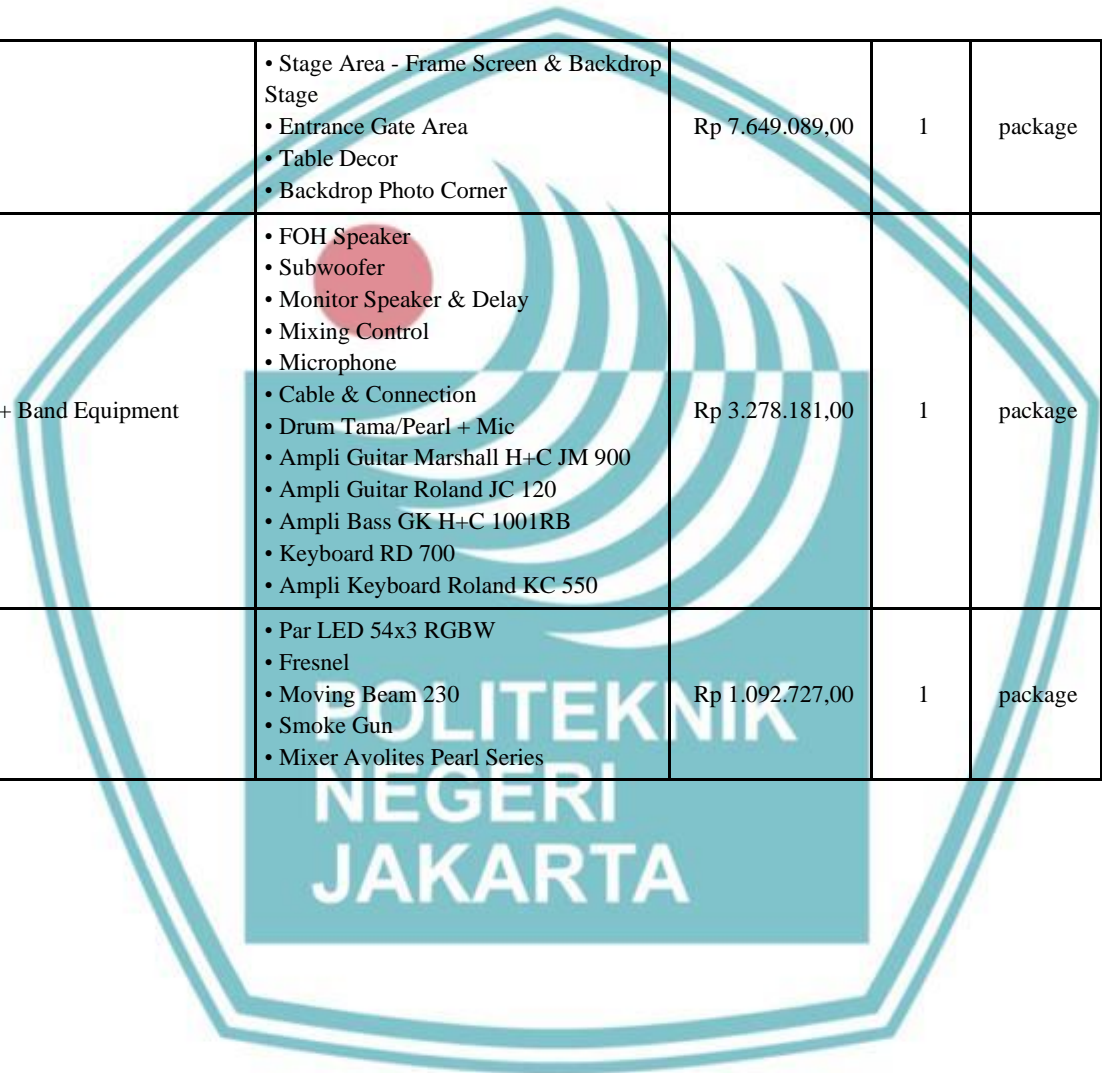 • Stage Area - Frame Screen & Backdrop
Stage
• Entrance Gate Area
• Table Decor
• Backdrop Photo Corner
Rp 7.649.089,00 1 package
+ Band Equipment
• FOH Speaker
• Subwoofer
• Monitor Speaker & Delay
• Mixing Control
• Microphone
• Cable & Connection
• Drum Tama/Pearl + Mic
• Ampli Guitar Marshall H+C JM 900
• Ampli Guitar Roland JC 120
• Ampli Bass GK H+C 1001RB
• Keyboard RD 700
• Ampli Keyboard Roland KC 550
Rp 3.278.181,00 1 package
• Par LED 54x3 RGBW
• Fresnel
• Moving Beam 230
• Smoke Gun
• Mixer Avolites Pearl Series
Rp 1.092.727,00 1 package
POLITEKNIK
NEGERI
JAKARTA